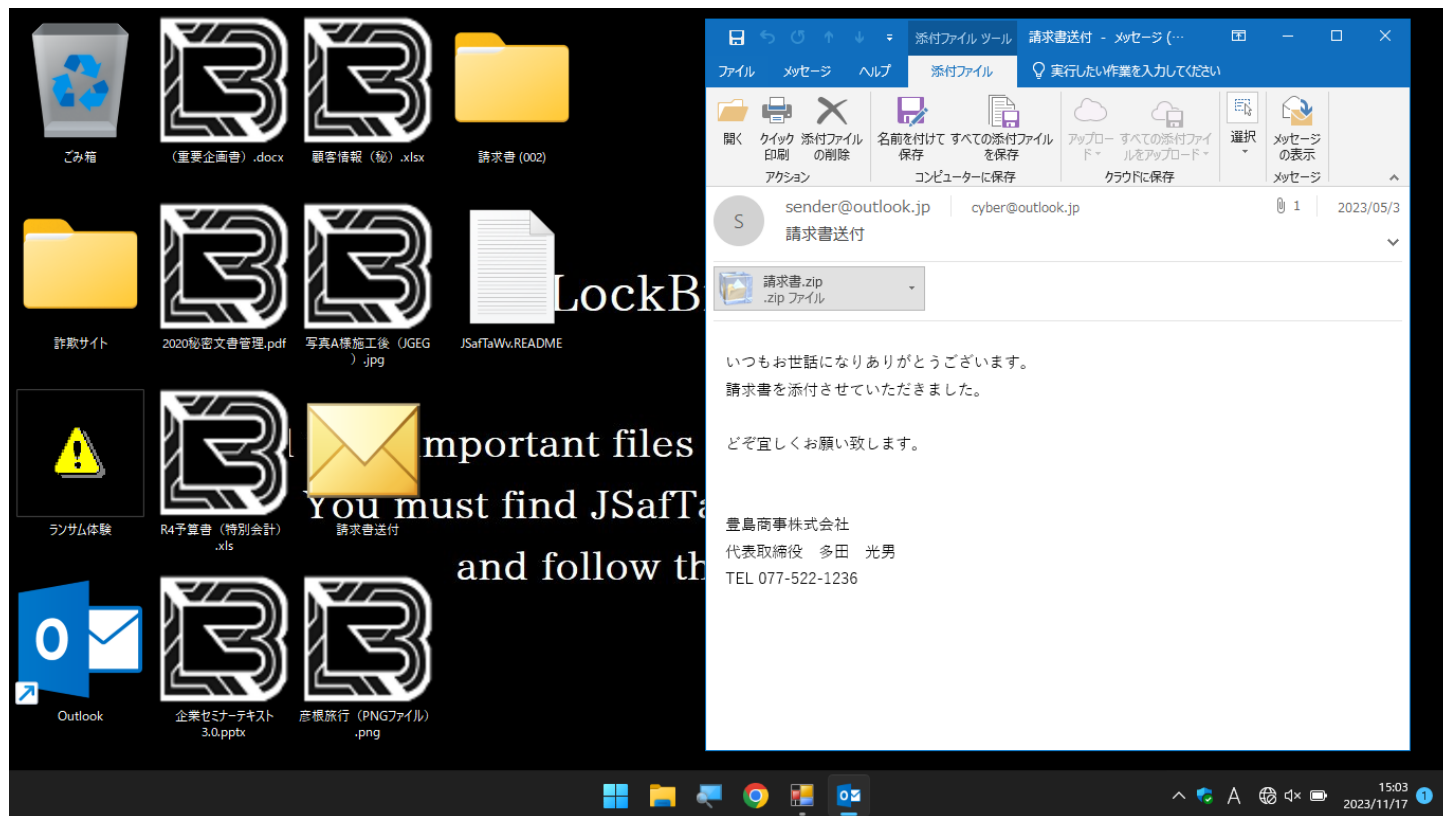 ごみ箱
（重要企画書）.docx
顧客情報（秘）.xlsx
請求書 (002)
詐欺サイト
2020秘密文書管理.pdf
写真A様施工後（JGEG
）.jpg
JSafTaWv.README
ランサム体験
R4予算書（特別会計）
.xls
請求書送付
Outlook
企業セミナーテキスト
3.0.pptx
彦根旅行（PNGファイル）
.png
LockB
mportant files
You must find JSafT
and follow th
添付ファイル ツール
請求書送付 - メッセージ (…
ファイル メッセージ ヘルプ 添付ファイル 実行したい作業を入力してください
開く
クイック
印刷
添付ファイル
の削除
アクション
名前を付けて
保存
すべての添付ファイル
を保存
コンピューターに保存
アップロー
ド
すべての添付ファイ
ルをアップロード
クラウドに保存
選択
メッセージ
の表示
メッセージ
S
sender@outlook.jp cyber@outlook.jp
1 2023/05/3
請求書送付
請求書.zip
.zip ファイル
いつもお世話になりありがとうございます。
請求書を添付させていただきました。
どぞ宜しくお願い致します。
豊島商事株式会社
代表取締役　多田　光男
TEL 077-522-1236
A
15:03
2023/11/17
1